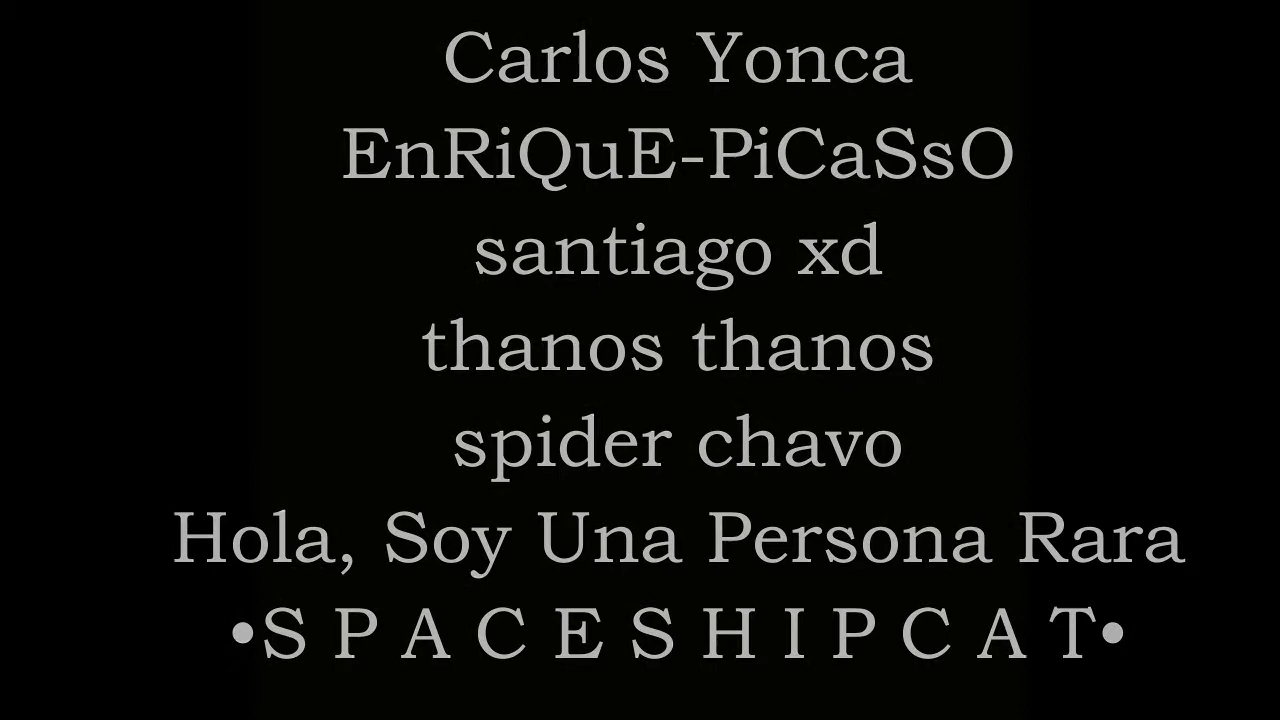 Carlos Yonca
EnRiQuE-PiCaSsO
santiago xd
thanos thanos
spider chavo
Hola, Soy Una Persona Rara
•S P A C E S H I P C A T•